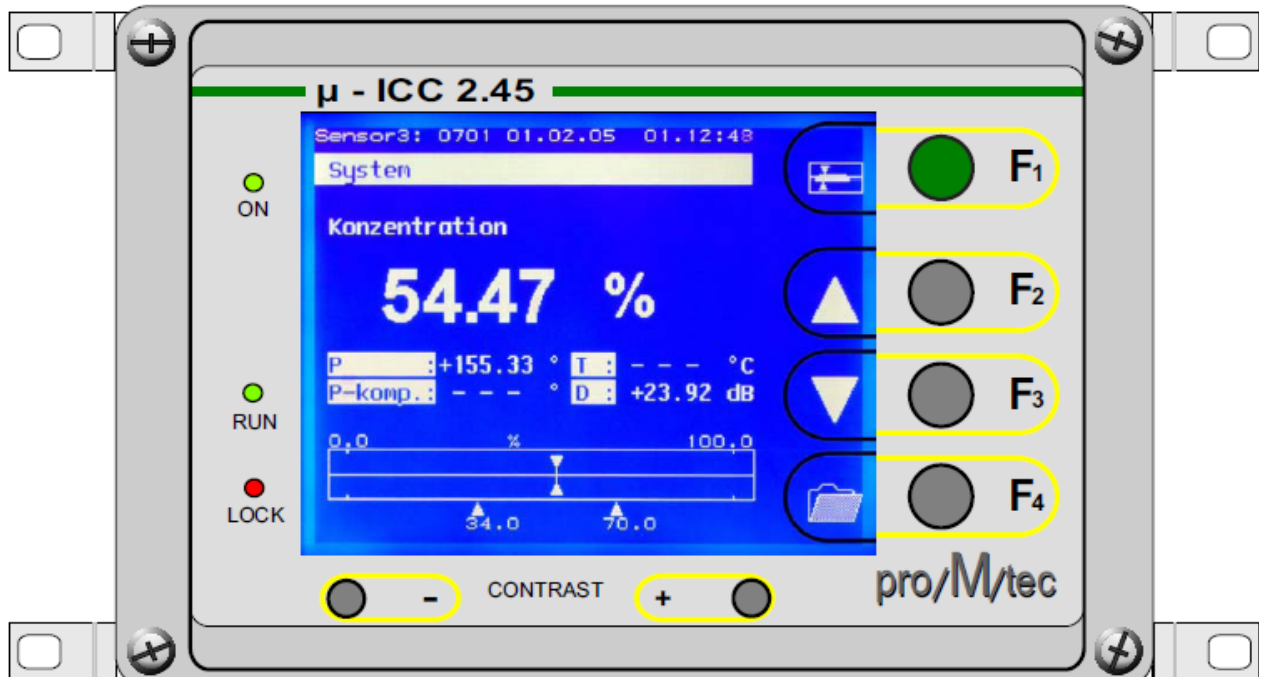 µ - ICC 2.45
Sensor3: 0701 01.02.05 01.12:48
System
Konzentration
54.47 %
P :+155.33 ° T : - - - °C
P-komp.: - - - ° D : +23.92 dB
0,0 % 100,0
34.0 70.0
ON
RUN
LOCK
F1
F2
F3
F4
- CONTRAST +
pro/M/tec